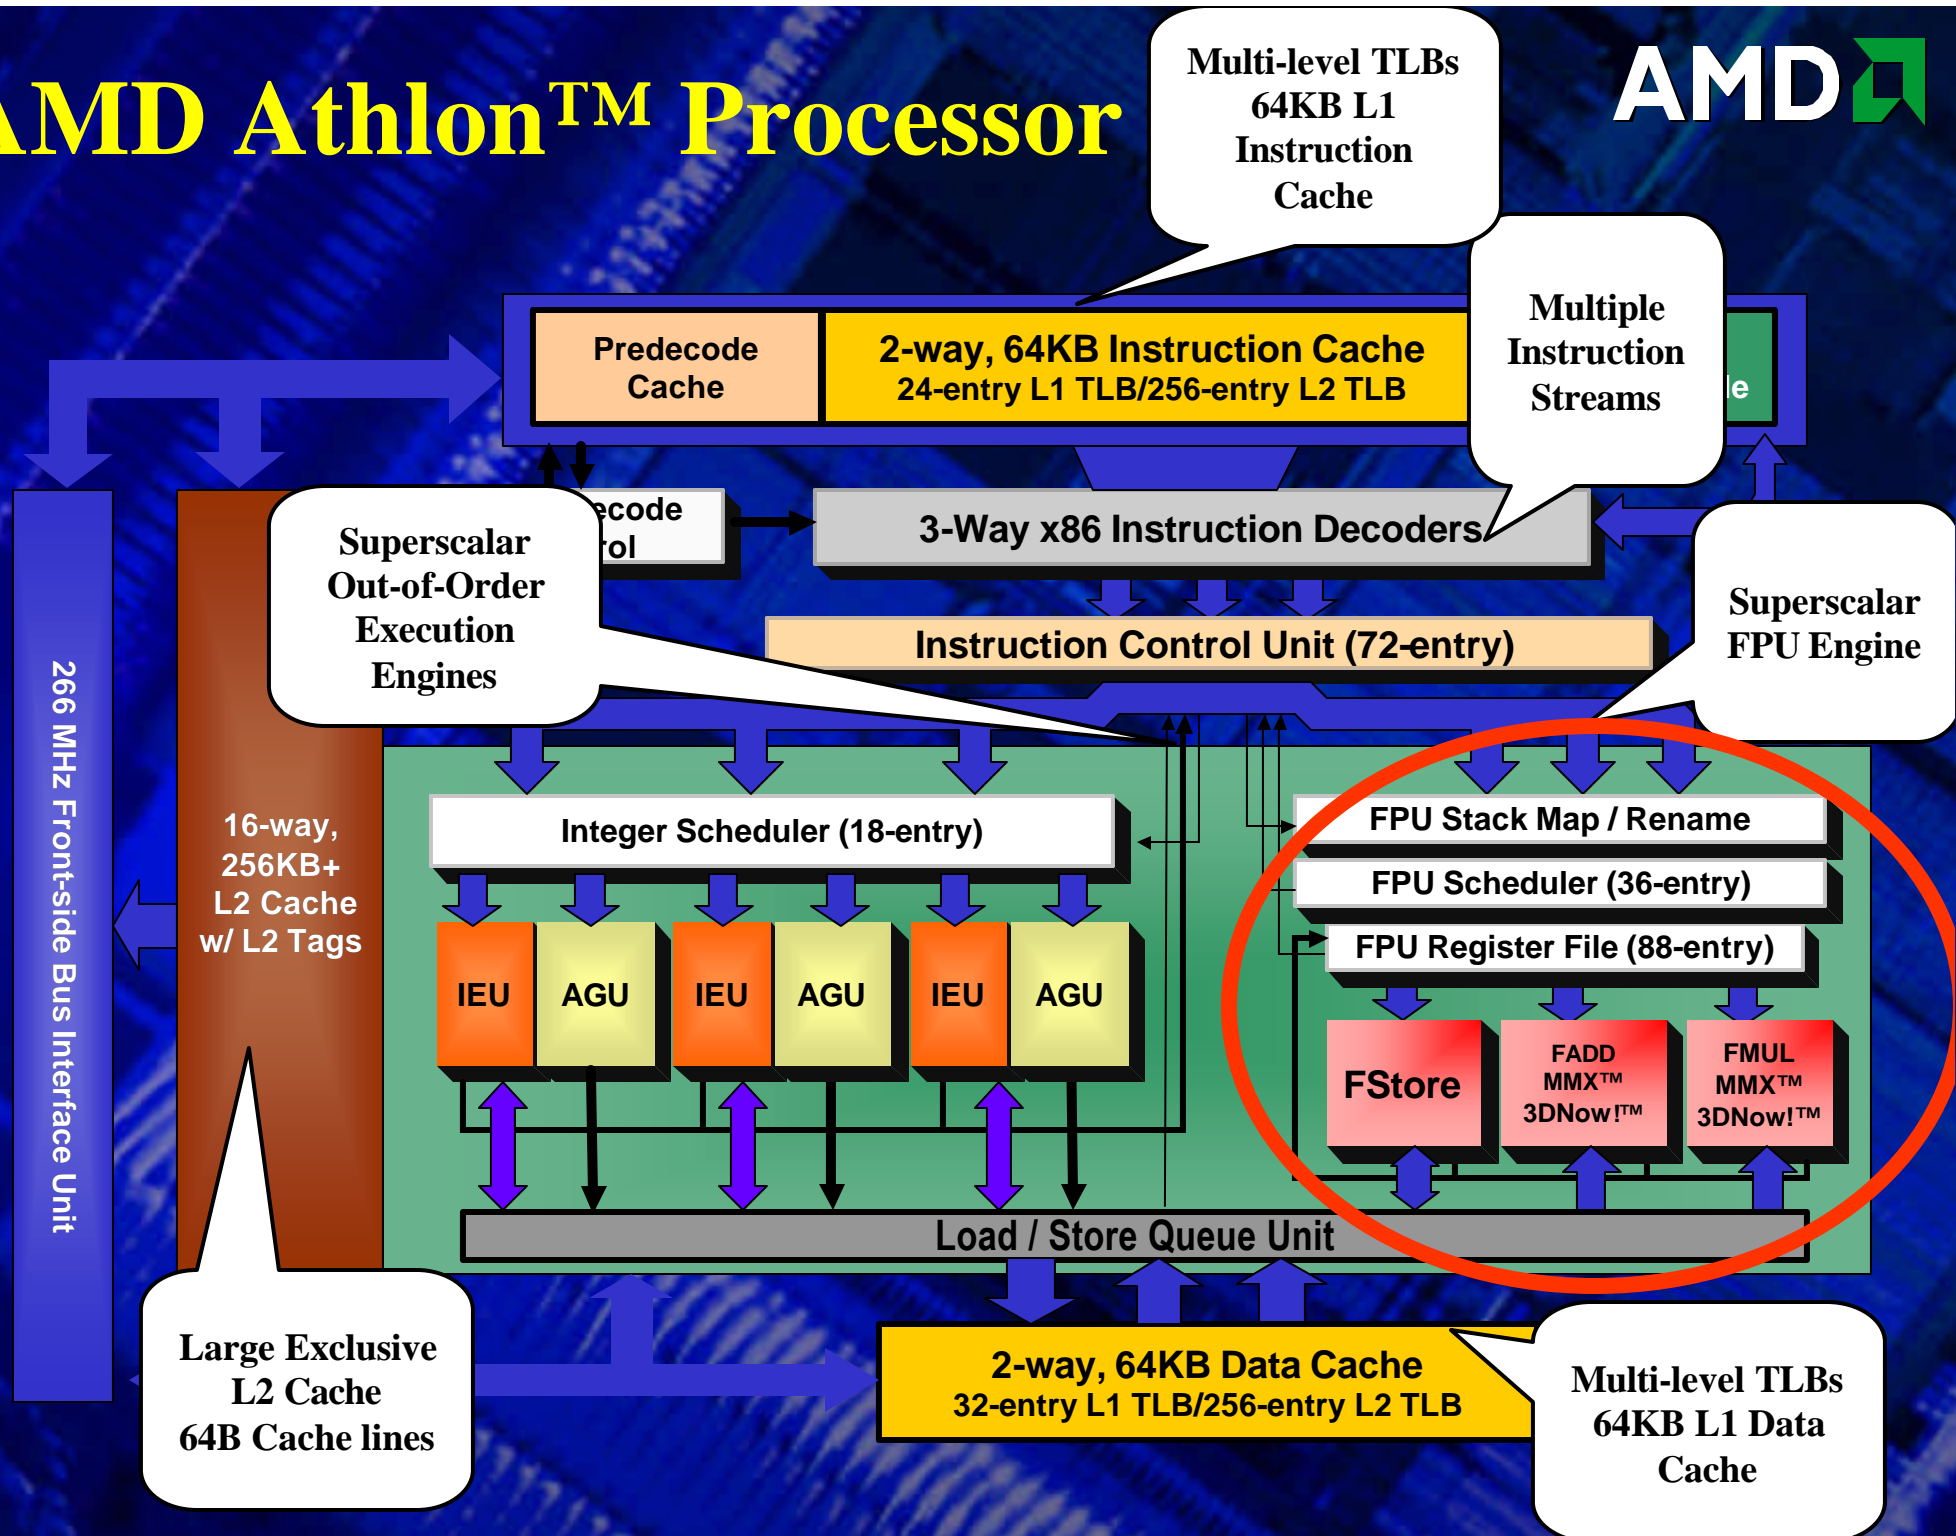 AMD Athlon™ Processor
AMD
Multi-level TLBs
64KB L1
Instruction
Cache
Multiple
Instruction
Streams
Predecode
Cache
2-way, 64KB Instruction Cache
24-entry L1 TLB/256-entry L2 TLB
le
ecode
rol
3-Way x86 Instruction Decoders
Superscalar
Out-of-Order
Execution
Engines
Instruction Control Unit (72-entry)
Superscalar
FPU Engine
266 MHz Front-side Bus Interface Unit
16-way,
256KB+
L2 Cache
w/ L2 Tags
Integer Scheduler (18-entry)
FPU Stack Map / Rename
FPU Scheduler (36-entry)
FPU Register File (88-entry)
IEU
AGU
IEU
AGU
IEU
AGU
FStore
FADD
MMX™
3DNow!™
FMUL
MMX™
3DNow!™
Load / Store Queue Unit
Large Exclusive
L2 Cache
64B Cache lines
2-way, 64KB Data Cache
32-entry L1 TLB/256-entry L2 TLB
Multi-level TLBs
64KB L1 Data
Cache